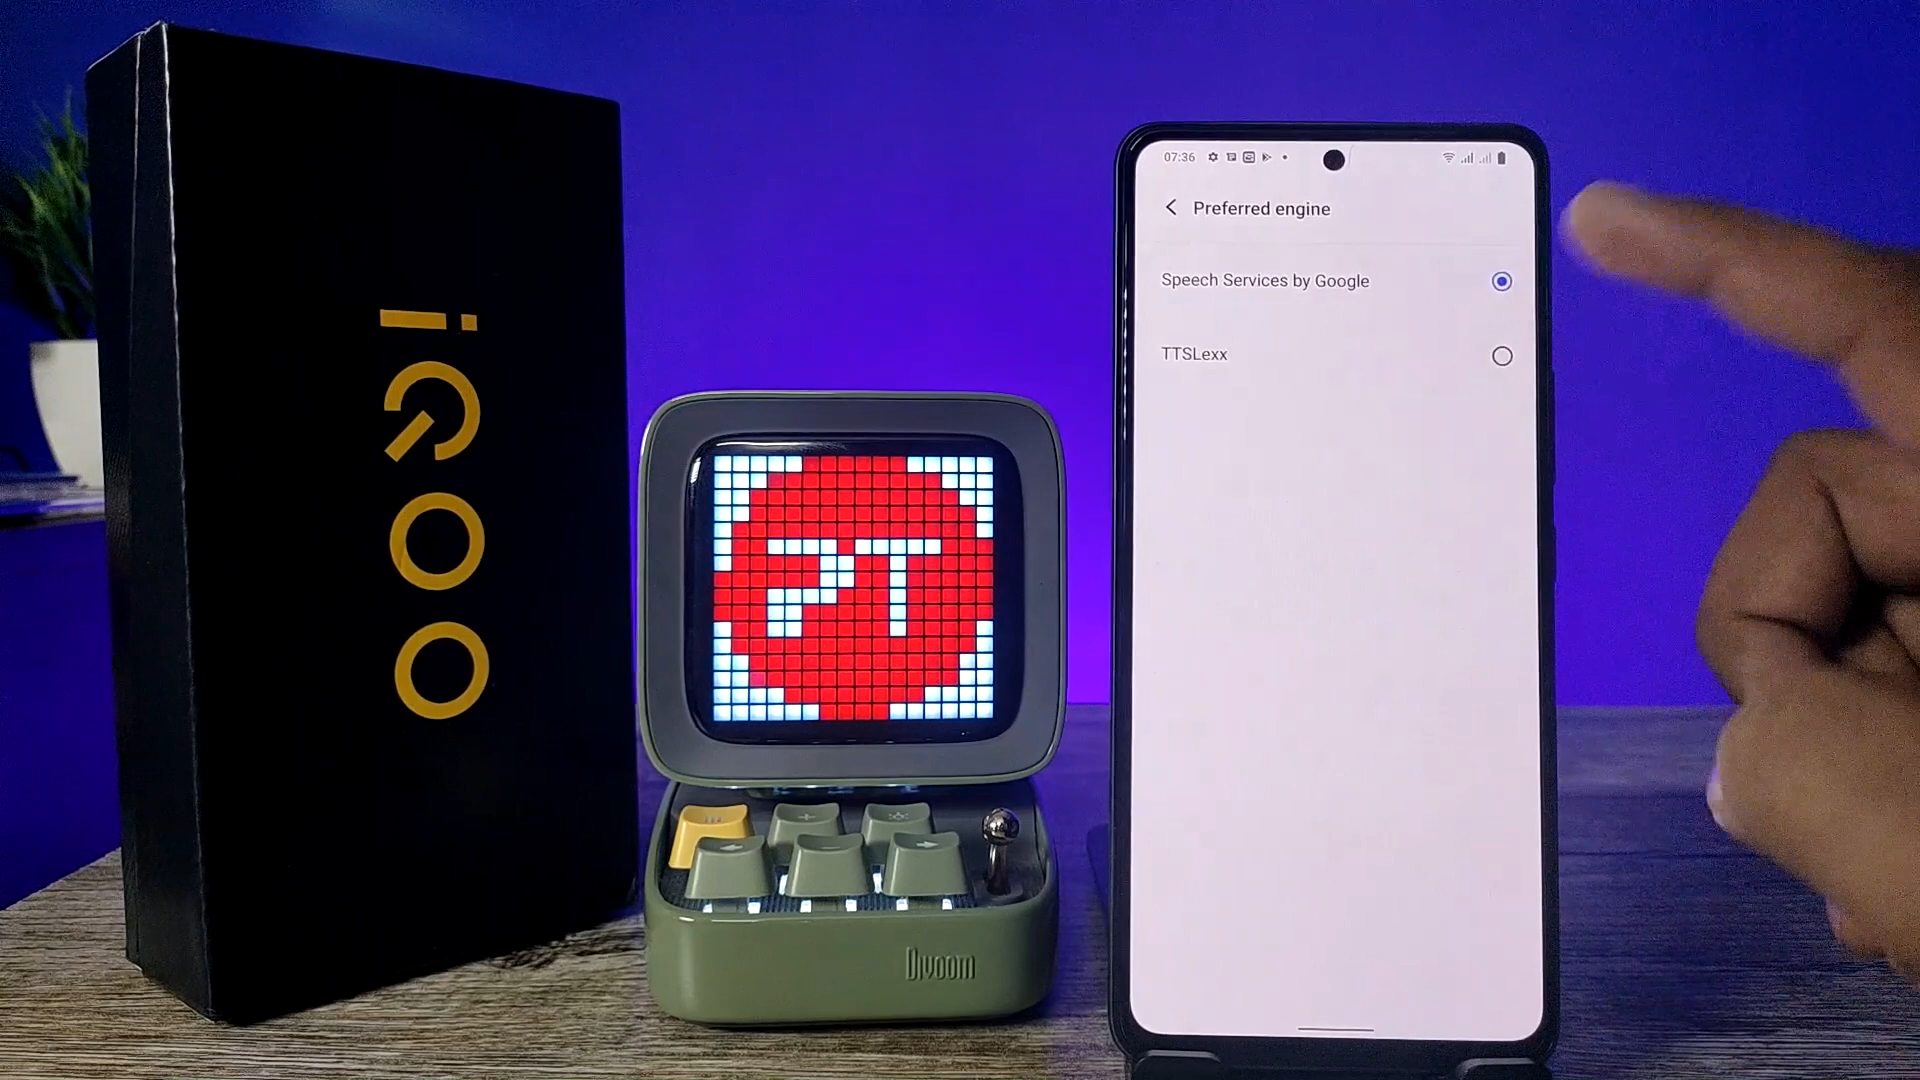 iQOO
PT
Divoom
07:36
Preferred engine
Speech Services by Google
TTSLexx